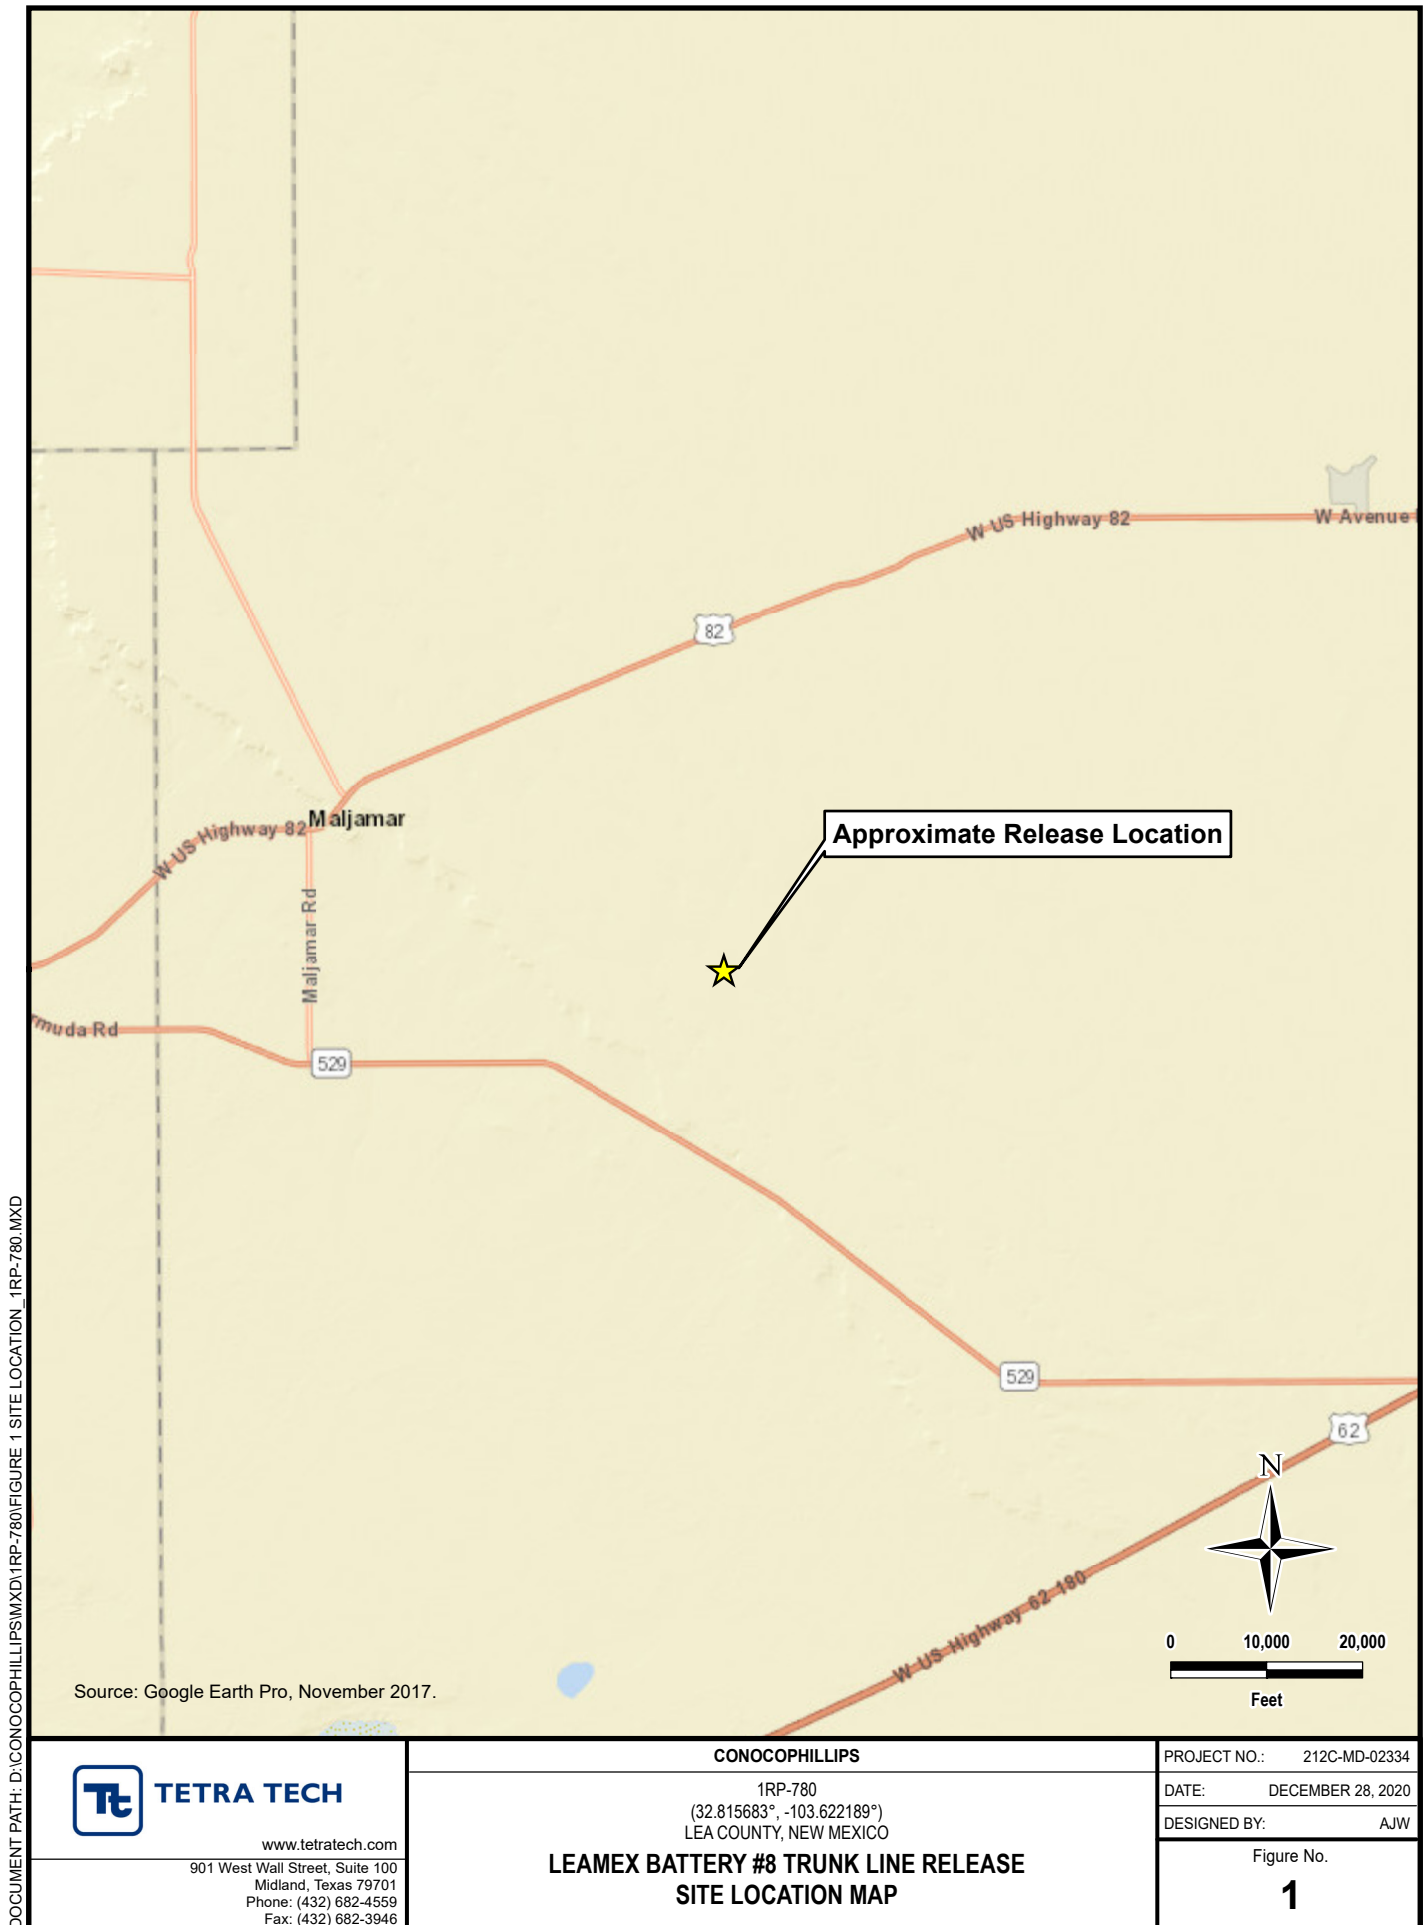 W US Highway 82
W Avenue
82
Maljamar
W US Highway 82
Approximate Release Location
Maljamar Rd
rmuda Rd
529
529
62
N
W US Highway 62 180
0 10,000 20,000
Feet
Source: Google Earth Pro, November 2017.
DOCUMENT PATH: D:\CONOCOPHILLIPS\MXD\1RP-780\FIGURE 1 SITE LOCATION_1RP-780.MXD
Tt TETRA TECH
www.tetratech.com
901 West Wall Street, Suite 100
Midland, Texas 79701
Phone: (432) 682-4559
Fax: (432) 682-3946
CONOCOPHILLIPS
1RP-780
(32.815683°, -103.622189°)
LEA COUNTY, NEW MEXICO
LEAMEX BATTERY #8 TRUNK LINE RELEASE
SITE LOCATION MAP
PROJECT NO.: 212C-MD-02334
DATE: DECEMBER 28, 2020
DESIGNED BY: AJW
Figure No.
1